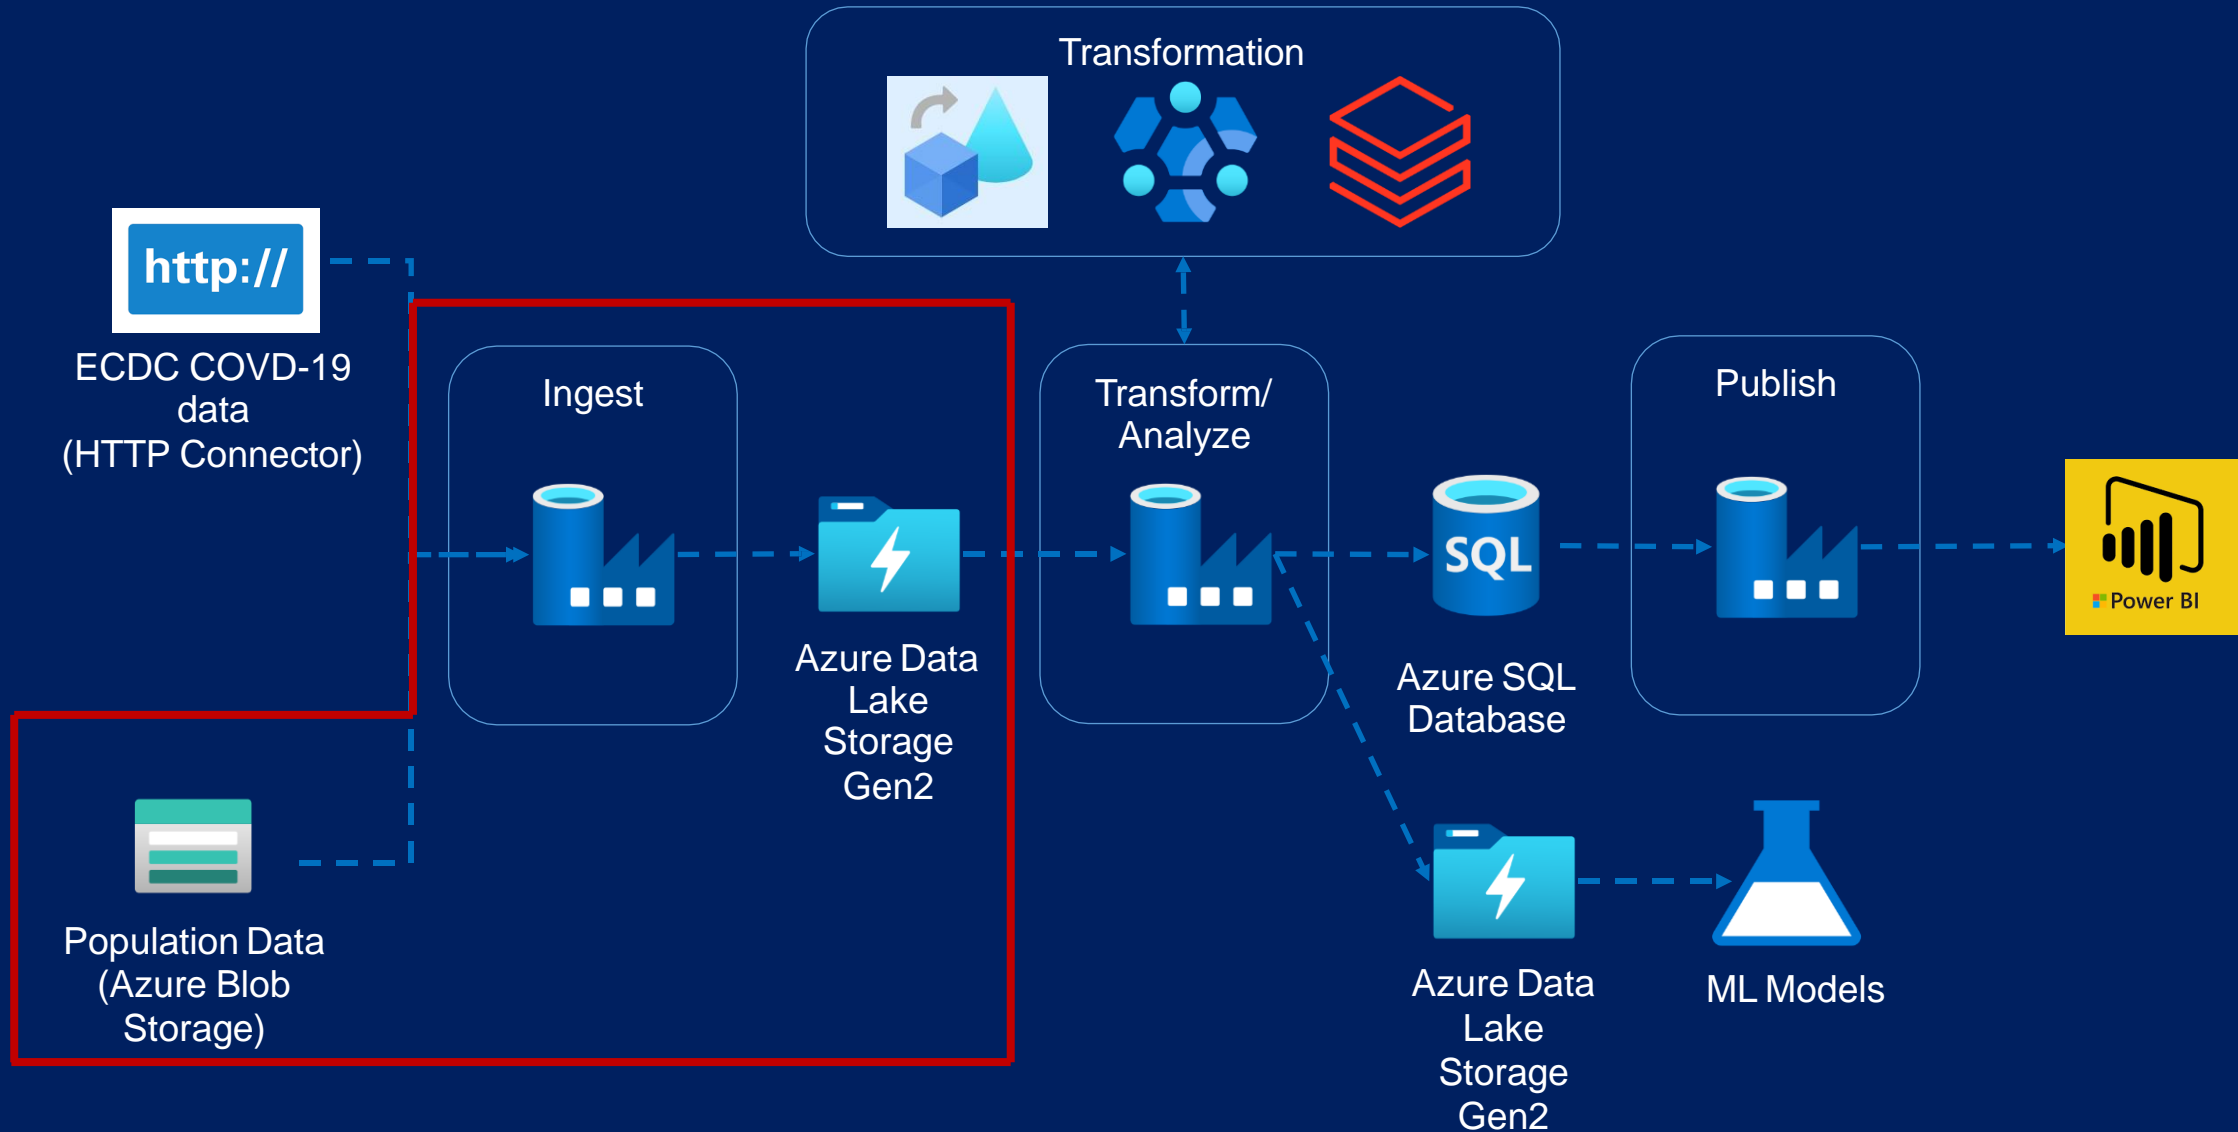 Transformation
http://
ECDC COVD-19
data
(HTTP Connector)
Ingest
Transform/
Analyze
Publish
SQL
Power BI
Azure Data
Lake
Storage
Gen2
Azure SQL
Database
Population Data
(Azure Blob
Storage)
Azure Data
Lake
Storage
Gen2
ML Models